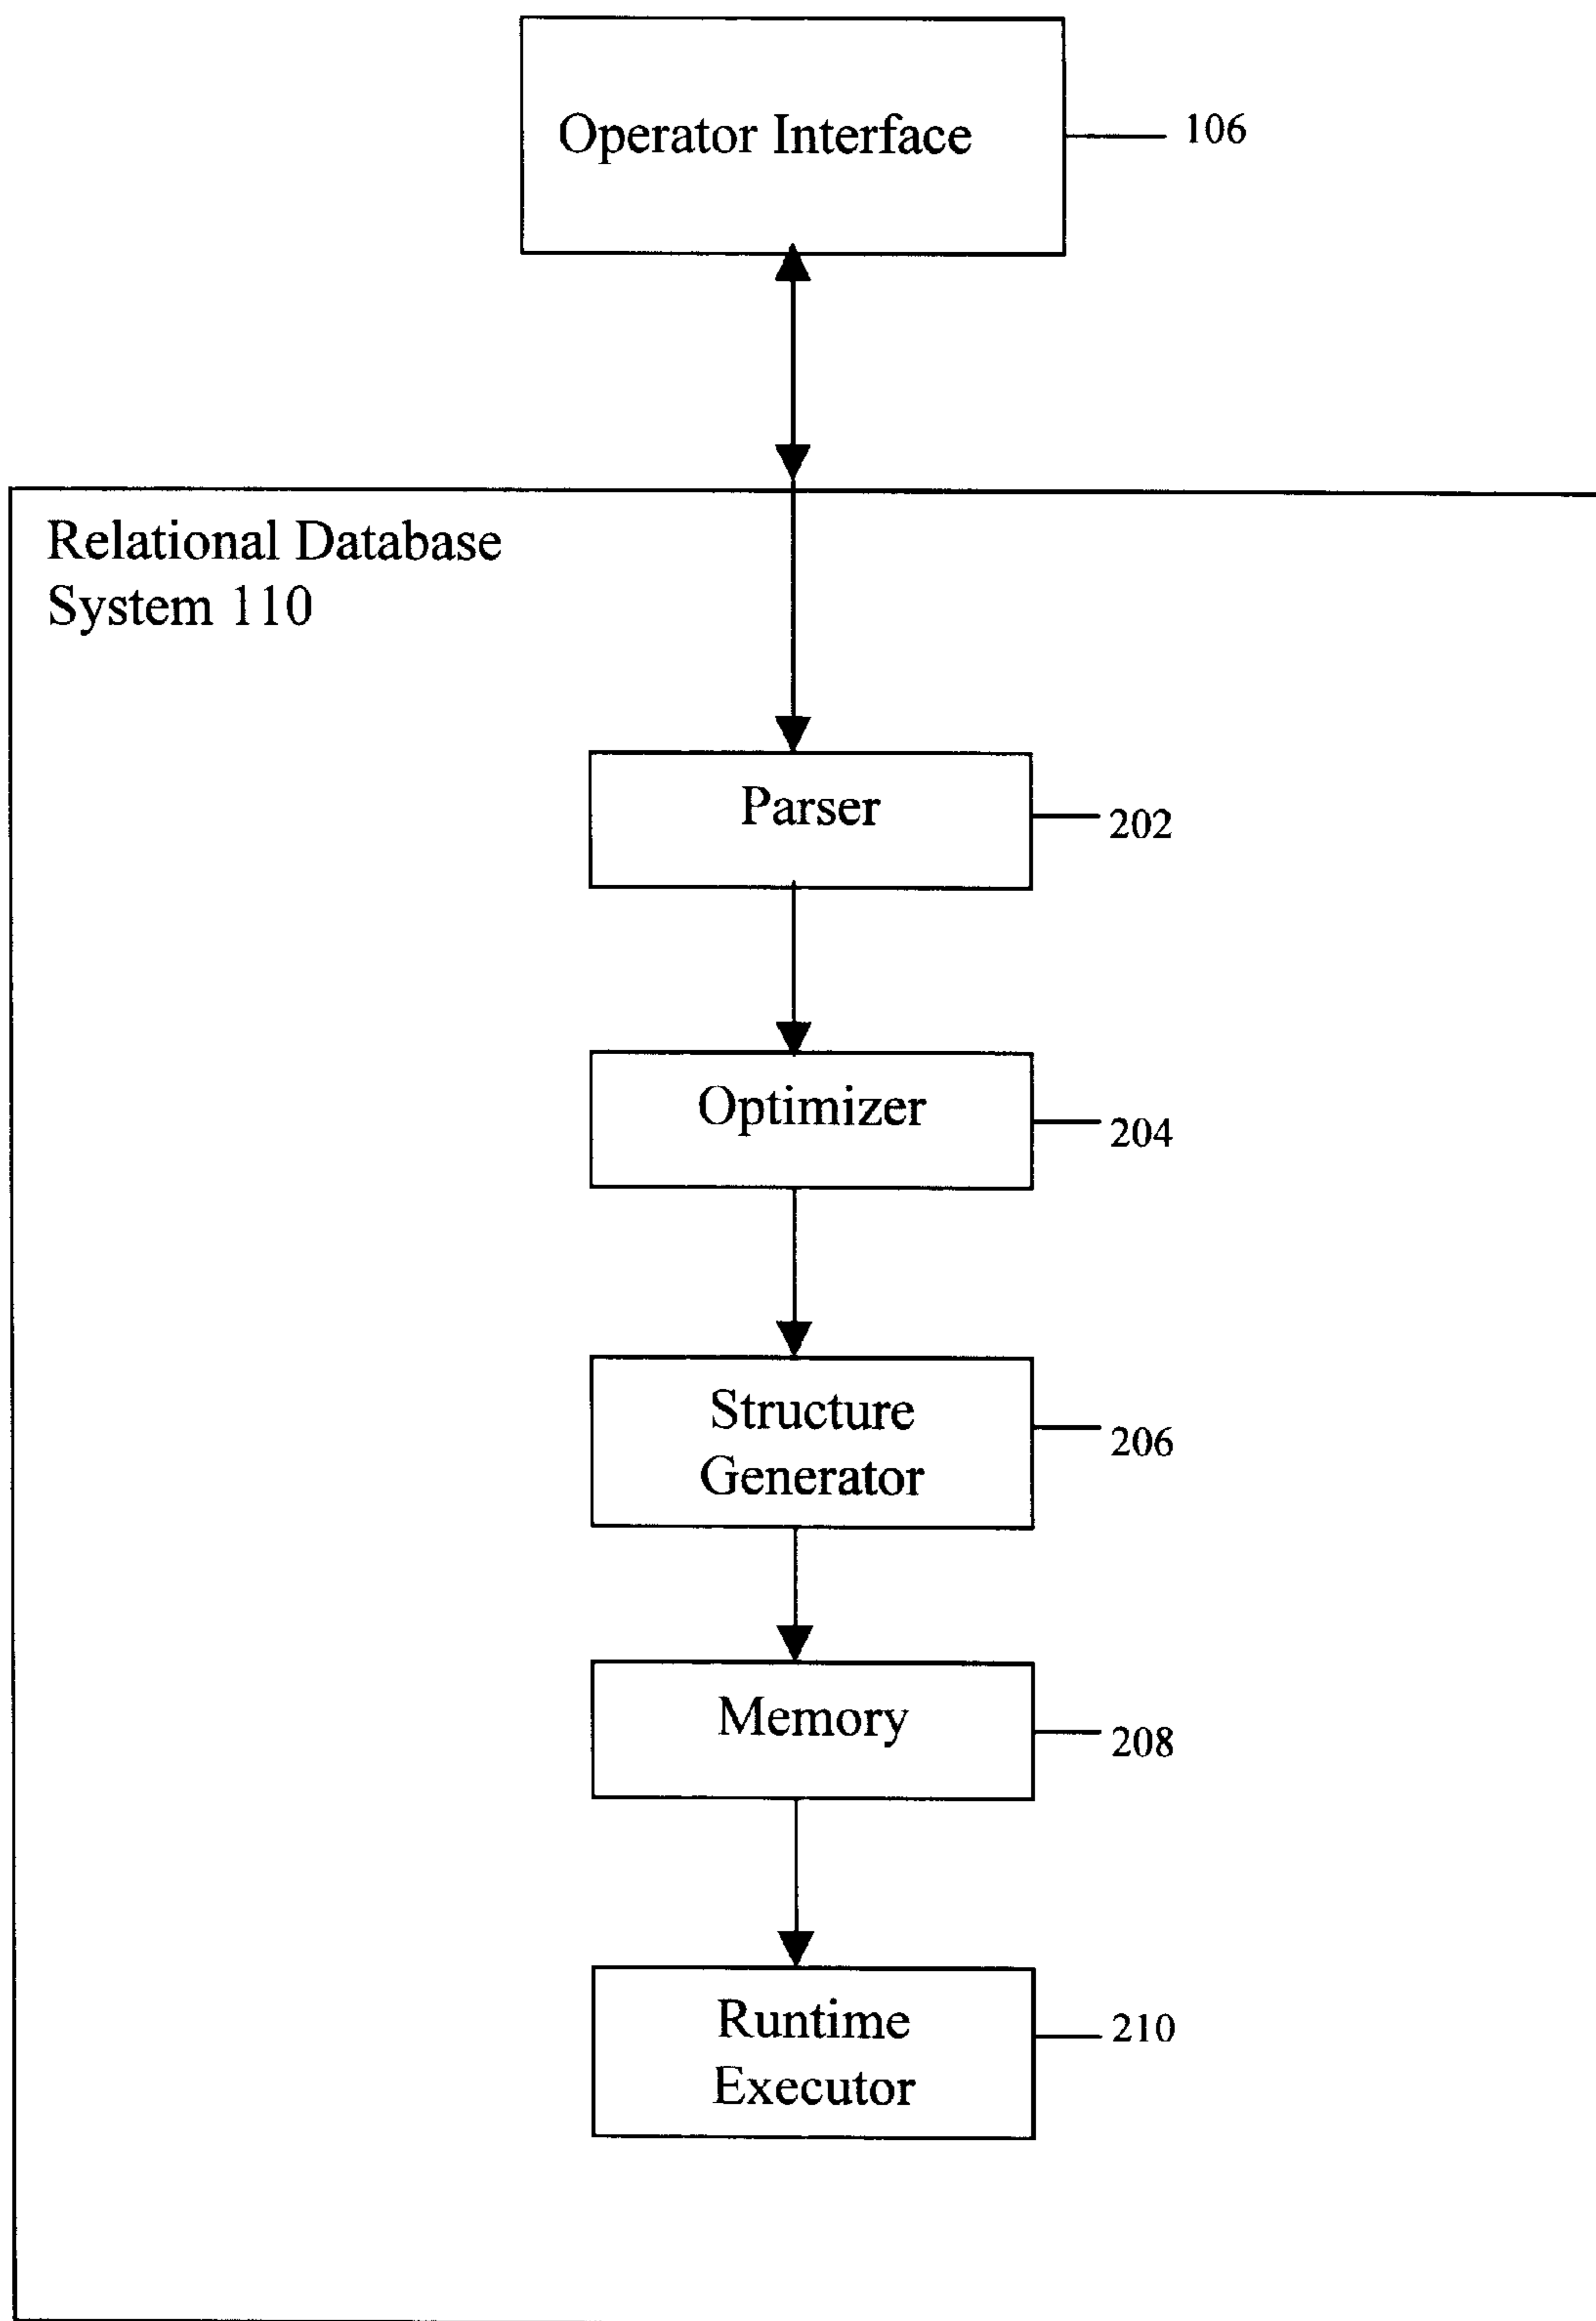 Operator Interface
106
Relational Database
System 110
Parser
202
Optimizer
204
Structure
Generator
206
Memory
208
Runtime
Executor
210